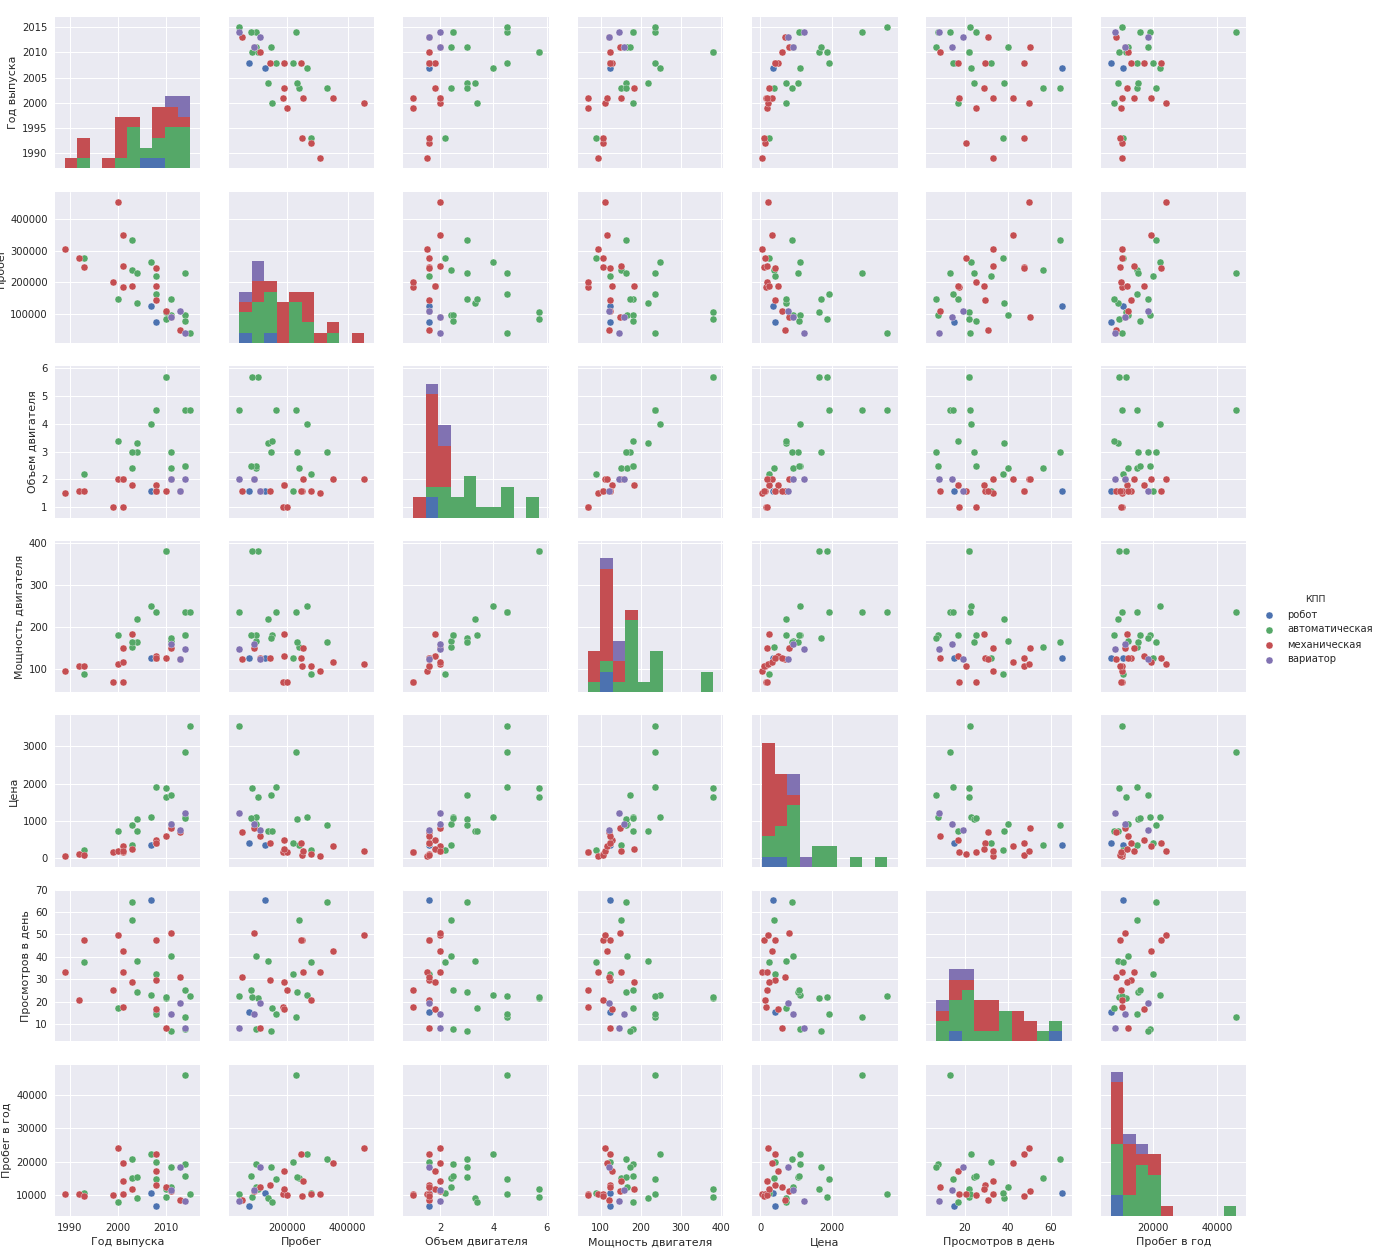 Год выпуска
2015
2010
2005
2000
1995
1990
Пробег
400000
300000
200000
100000
Объем двигателя
6
5
4
3
2
1
Мощность двигателя
400
300
200
100
КПП
робот
автоматическая
механическая
вариатор
Цена
3000
2000
1000
0
Просмотров в день
70
60
50
40
30
20
10
Пробег в год
40000
30000
20000
10000
1990 2000 2010 200000 400000 2 4 6 100 200 300 400 0 2000 20 40 60 20000 40000
Год выпуска Пробег Объем двигателя Мощность двигателя Цена Просмотров в день Пробег в год